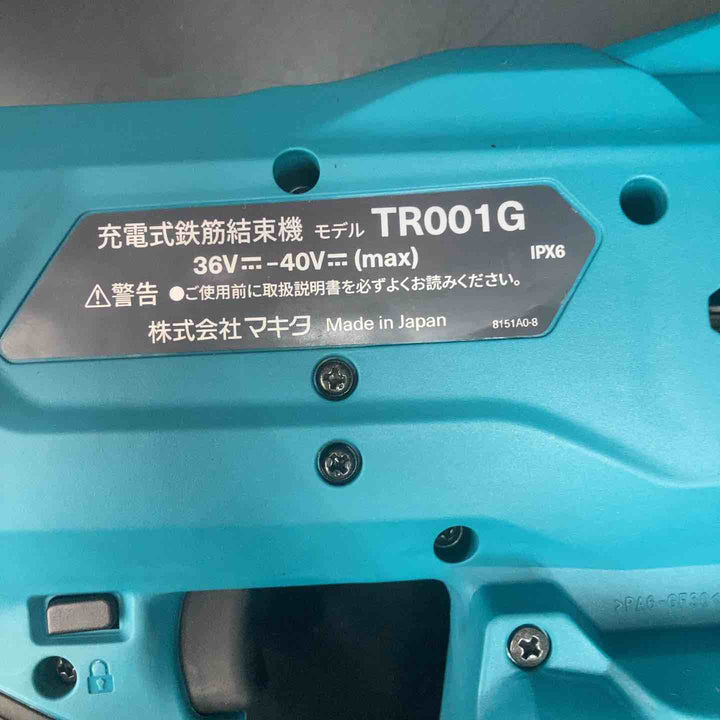 充電式鉄筋結束機 モデル TR001G
36V⎓-40V⎓(max) IPX6
⚠警告 ●ご使用前に取扱説明書を必ずよくお読みください。
株式会社 マキタ Made in Japan 8151A0-8
>PA6-GF30<